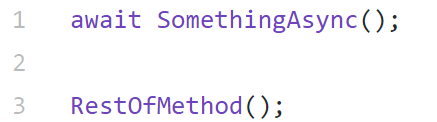 1 await SomethingAsync();
2
3 RestOfMethod();